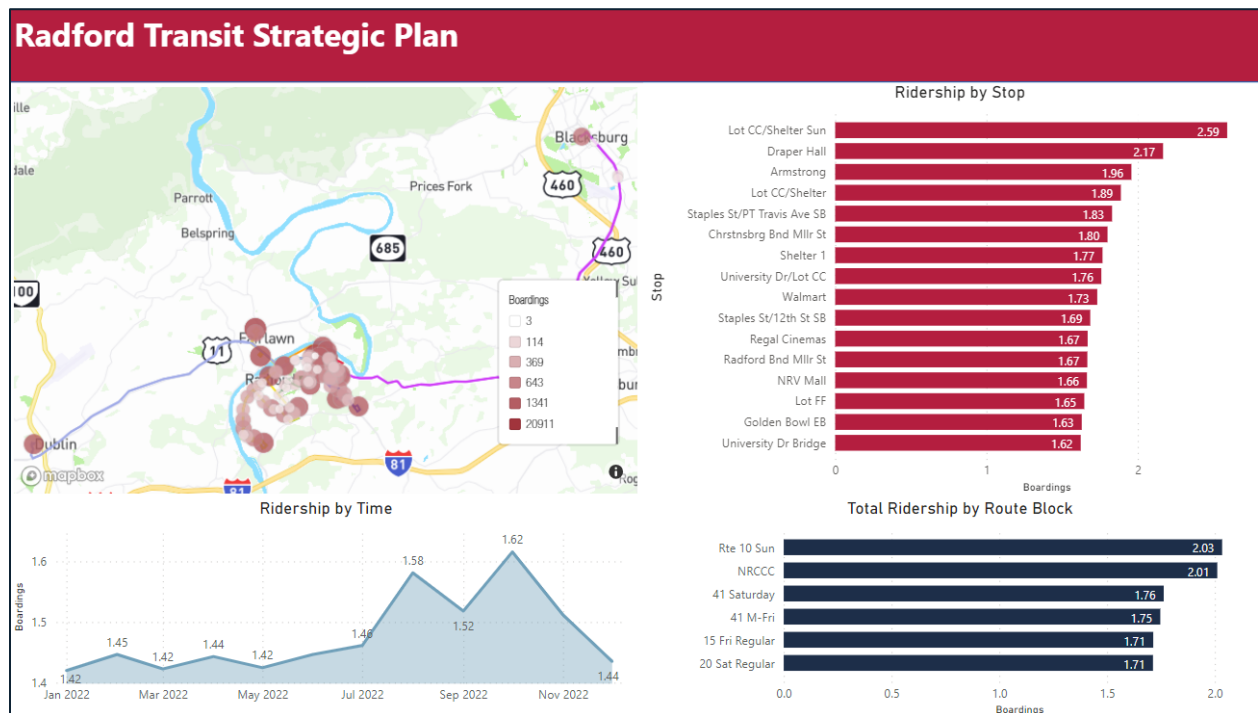 Radford Transit Strategic Plan
ville
dale
Blacksburg
460
Prices Fork
Parrott
Belspring
685
460
100
Yellow Su
Boardings
3
114
369
643
1341
20911
11
Fairlawn
Radford
Dublin
81
81
mapbox
Ridership by Stop
Stop
Lot CC/Shelter Sun 2.59
Draper Hall 2.17
Armstrong 1.96
Lot CC/Shelter 1.89
Staples St/PT Travis Ave SB 1.83
Chrstnsbrg Bnd Mllr St 1.80
Shelter 1 1.77
University Dr/Lot CC 1.76
Walmart 1.73
Staples St/12th St SB 1.69
Regal Cinemas 1.67
Radford Bnd Mllr St 1.67
NRV Mall 1.66
Lot FF 1.65
Golden Bowl EB 1.63
University Dr Bridge 1.62
0 1 2
Boardings
Ridership by Time
Boardings
1.6
1.5
1.4
1.42 1.45 1.42 1.44 1.42 1.46 1.58 1.52 1.62 1.44
Jan 2022 Mar 2022 May 2022 Jul 2022 Sep 2022 Nov 2022
Total Ridership by Route Block
Rte 10 Sun 2.03
NRCCC 2.01
41 Saturday 1.76
41 M-Fri 1.75
15 Fri Regular 1.71
20 Sat Regular 1.71
0.0 0.5 1.0 1.5 2.0
Boardings